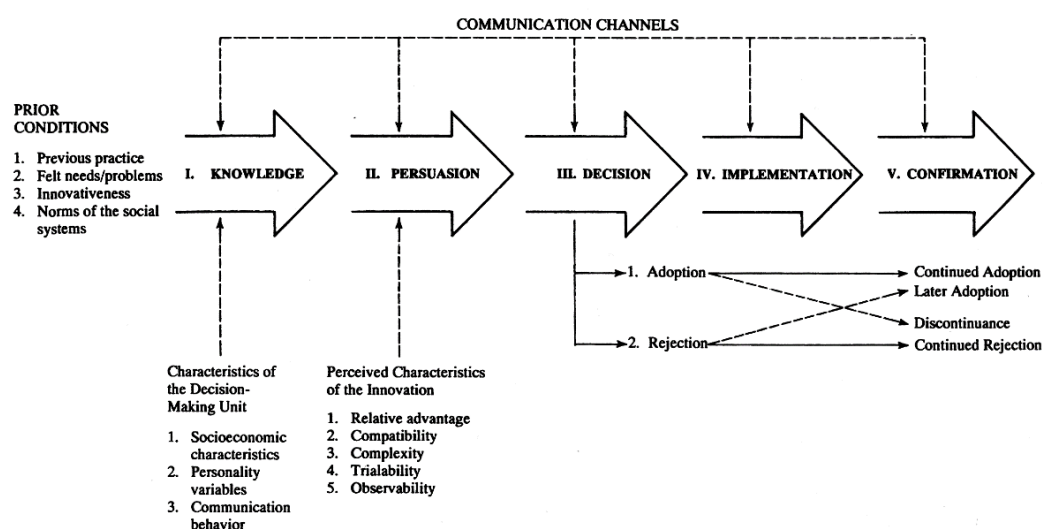 COMMUNICATION CHANNELS
PRIOR
CONDITIONS
1. Previous practice
2. Felt needs/problems
3. Innovativeness
4. Norms of the social
systems
I. KNOWLEDGE
II. PERSUASION
III. DECISION
IV. IMPLEMENTATION
V. CONFIRMATION
1. Adoption
2. Rejection
Continued Adoption
Later Adoption
Discontinuance
Continued Rejection
Characteristics of
the Decision-
Making Unit
1. Socioeconomic
characteristics
2. Personality
variables
3. Communication
behavior
Perceived Characteristics
of the Innovation
1. Relative advantage
2. Compatibility
3. Complexity
4. Trialability
5. Observability